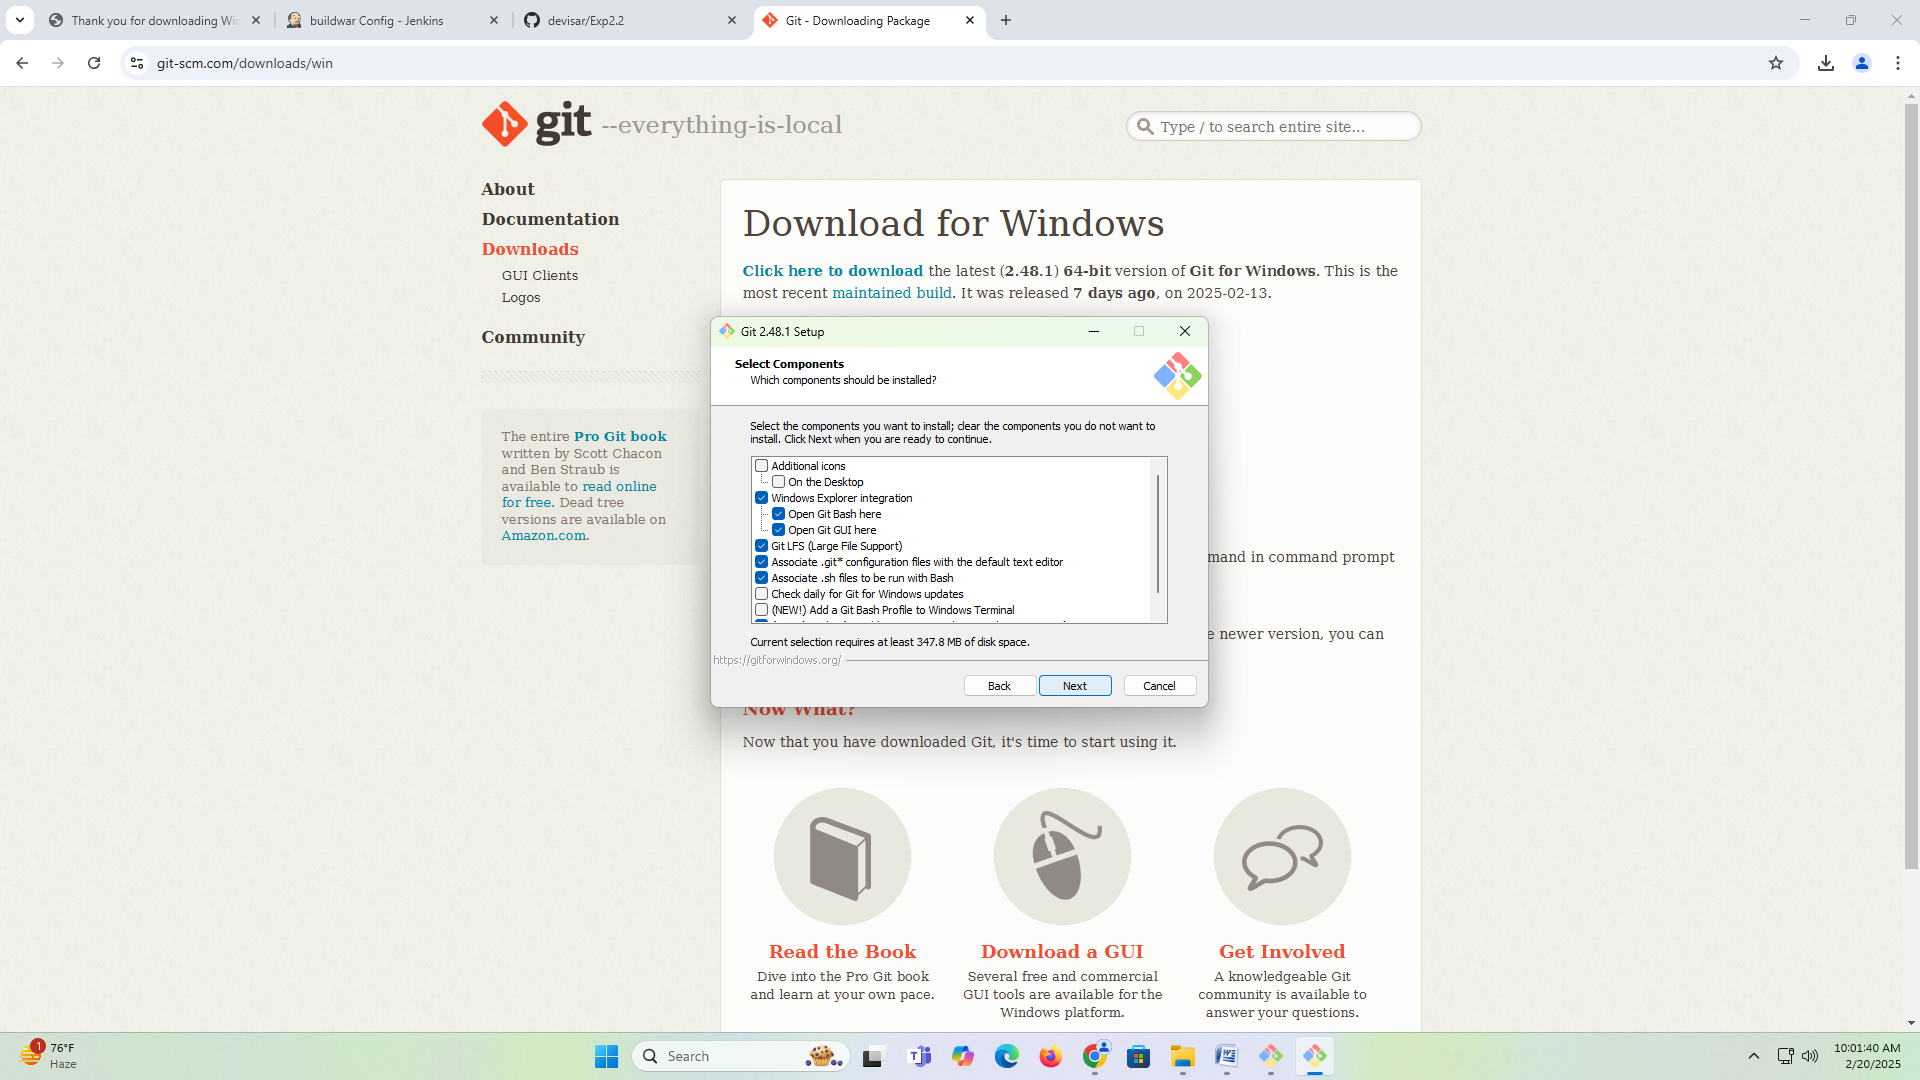 Thank you for downloading Wi
buildwar Config - Jenkins
devisar/Exp2.2
Git - Downloading Package
git-scm.com/downloads/win
git --everything-is-local
Type / to search entire site...
About
Documentation
Downloads
GUI Clients
Logos
Community
The entire Pro Git book
written by Scott Chacon
and Ben Straub is
available to read online
for free. Dead tree
versions are available on
Amazon.com.
Download for Windows
Click here to download the latest (2.48.1) 64-bit version of Git for Windows. This is the
most recent maintained build. It was released 7 days ago, on 2025-02-13.
Git 2.48.1 Setup
Select Components
Which components should be installed?
Select the components you want to install; clear the components you do not want to
install. Click Next when you are ready to continue.
Additional icons
On the Desktop
Windows Explorer integration
Open Git Bash here
Open Git GUI here
Git LFS (Large File Support)
Associate .git* configuration files with the default text editor
Associate .sh files to be run with Bash
Check daily for Git for Windows updates
(NEW!) Add a Git Bash Profile to Windows Terminal
Current selection requires at least 347.8 MB of disk space.
https://gitforwindows.org/
Back
Next
Cancel
mand in command prompt
e newer version, you can
Now What?
Now that you have downloaded Git, it's time to start using it.
Read the Book
Dive into the Pro Git book
and learn at your own pace.
Download a GUI
Several free and commercial
GUI tools are available for the
Windows platform.
Get Involved
A knowledgeable Git
community is available to
answer your questions.
1
76°F
Haze
Search
10:01:40 AM
2/20/2025